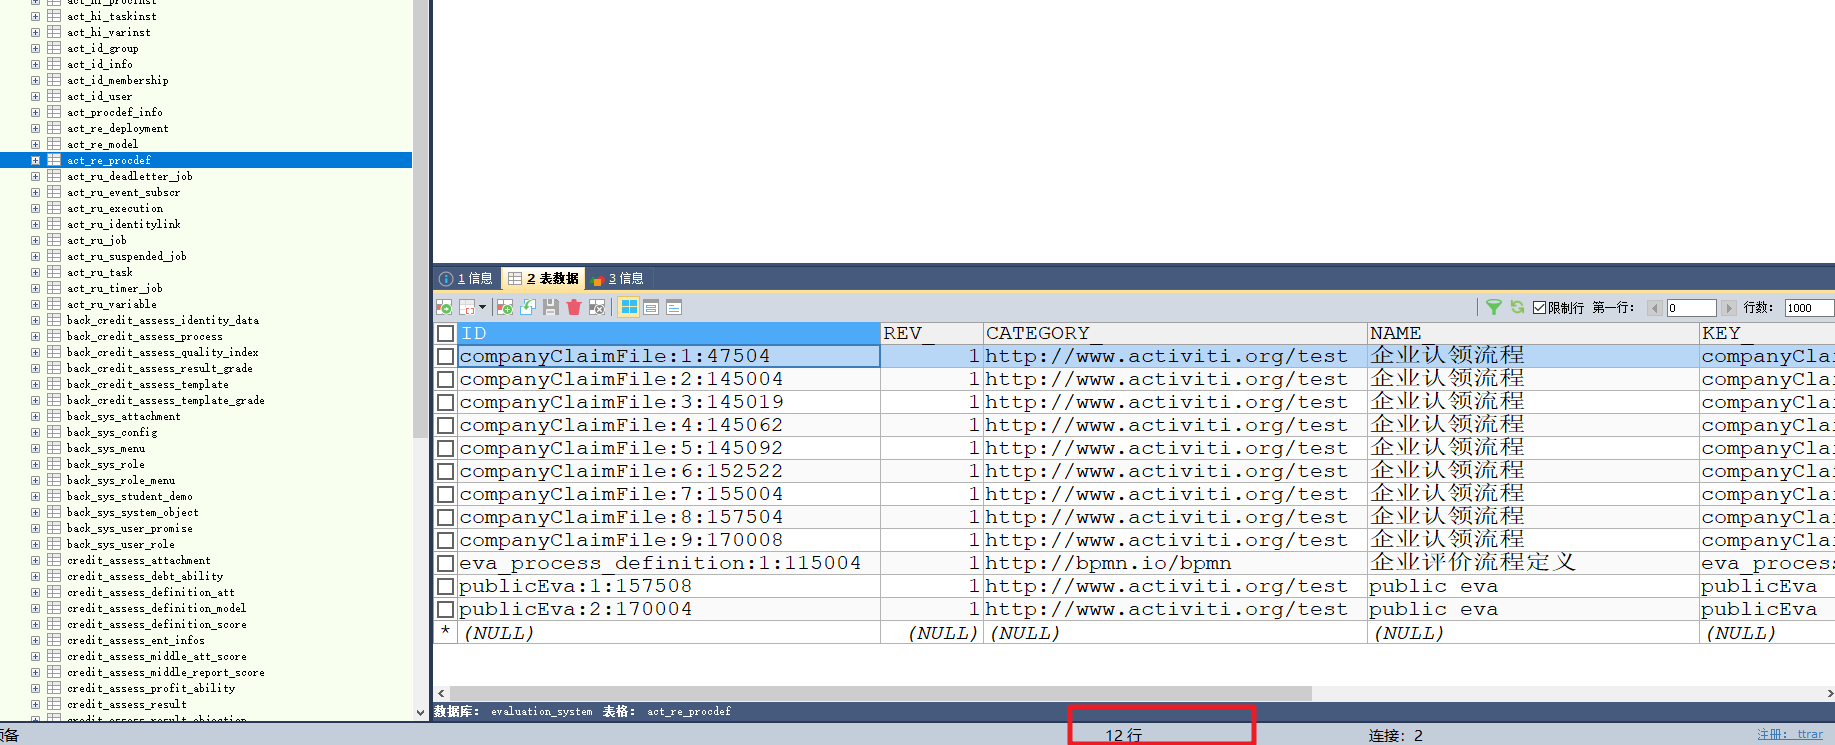 act_hi_procinst
act_hi_taskinst
act_hi_varinst
act_id_group
act_id_info
act_id_membership
act_id_user
act_procdef_info
act_re_deployment
act_re_model
act_re_procdef
act_ru_deadletter_job
act_ru_event_subscr
act_ru_execution
act_ru_identitylink
act_ru_job
act_ru_suspended_job
act_ru_task
act_ru_timer_job
act_ru_variable
back_credit_assess_identity_data
back_credit_assess_process
back_credit_assess_quality_index
back_credit_assess_result_grade
back_credit_assess_template
back_credit_assess_template_grade
back_sys_attachment
back_sys_config
back_sys_menu
back_sys_role
back_sys_role_menu
back_sys_student_demo
back_sys_system_object
back_sys_user_promise
back_sys_user_role
credit_assess_attachment
credit_assess_debt_ability
credit_assess_definition_att
credit_assess_definition_model
credit_assess_definition_score
credit_assess_ent_infos
credit_assess_middle_att_score
credit_assess_middle_report_score
credit_assess_profit_ability
credit_assess_result
credit_assess_result_objection
1 信息 2 表数据 3 信息
限制行 第一行: 0 行数: 1000
ID REV_ CATEGORY_ NAME_ KEY_
companyClaimFile:1:47504 1 http://www.activiti.org/test 企业认领流程 companyCla
companyClaimFile:2:145004 1 http://www.activiti.org/test 企业认领流程 companyCla
companyClaimFile:3:145019 1 http://www.activiti.org/test 企业认领流程 companyCla
companyClaimFile:4:145062 1 http://www.activiti.org/test 企业认领流程 companyCla
companyClaimFile:5:145092 1 http://www.activiti.org/test 企业认领流程 companyCla
companyClaimFile:6:152522 1 http://www.activiti.org/test 企业认领流程 companyCla
companyClaimFile:7:155004 1 http://www.activiti.org/test 企业认领流程 companyCla
companyClaimFile:8:157504 1 http://www.activiti.org/test 企业认领流程 companyCla
companyClaimFile:9:170008 1 http://www.activiti.org/test 企业认领流程 companyCla
eva_process_definition:1:115004 1 http://bpmn.io/bpmn 企业评价流程定义 eva_proces
publicEva:1:157508 1 http://www.activiti.org/test public eva publicEva
publicEva:2:170004 1 http://www.activiti.org/test public eva publicEva
* (NULL) (NULL) (NULL) (NULL) (NULL)
数据库: evaluation_system 表格: act_re_procdef
预备 12 行 连接: 2 注册: ttrar